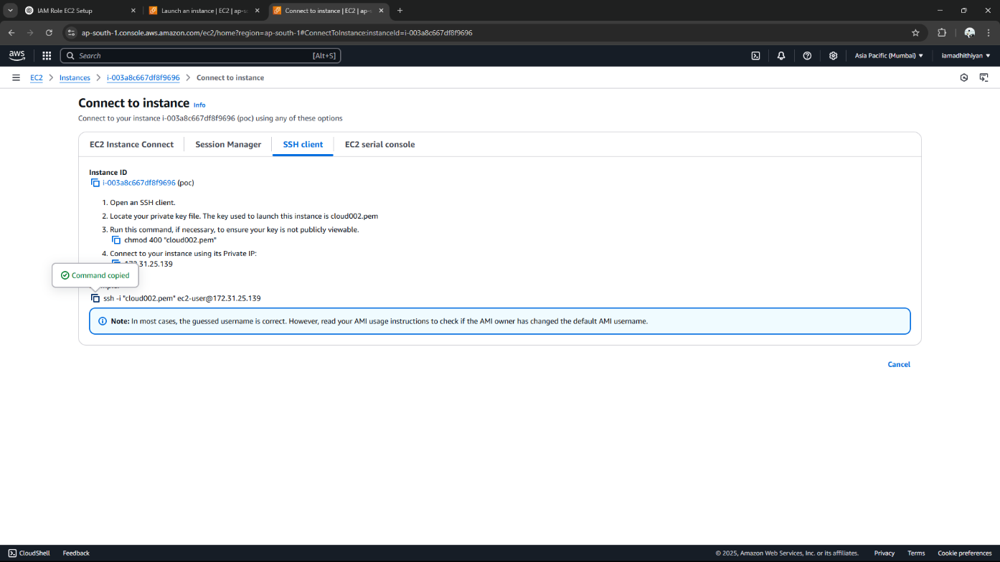 IAM Role EC2 Setup
Launch an instance | EC2 | ap-s
Connect to instance | EC2 | ap-
ap-south-1.console.aws.amazon.com/ec2/home?region=ap-south-1#ConnectToInstance:instanceId=i-003a8c667df8f9696
aws
Search [Alt+S]
Asia Pacific (Mumbai)
iamadhithiyan
EC2 > Instances > i-003a8c667df8f9696 > Connect to instance
Connect to instance Info
Connect to your instance i-003a8c667df8f9696 (poc) using any of these options
EC2 Instance Connect
Session Manager
SSH client
EC2 serial console
Instance ID
i-003a8c667df8f9696 (poc)
1. Open an SSH client.
2. Locate your private key file. The key used to launch this instance is cloud002.pem
3. Run this command, if necessary, to ensure your key is not publicly viewable.
chmod 400 "cloud002.pem"
4. Connect to your instance using its Private IP:
172.31.25.139
Command copied
ssh -i "cloud002.pem" ec2-user@172.31.25.139
Note: In most cases, the guessed username is correct. However, read your AMI usage instructions to check if the AMI owner has changed the default AMI username.
Cancel
CloudShell
Feedback
© 2025, Amazon Web Services, Inc. or its affiliates.
Privacy
Terms
Cookie preferences